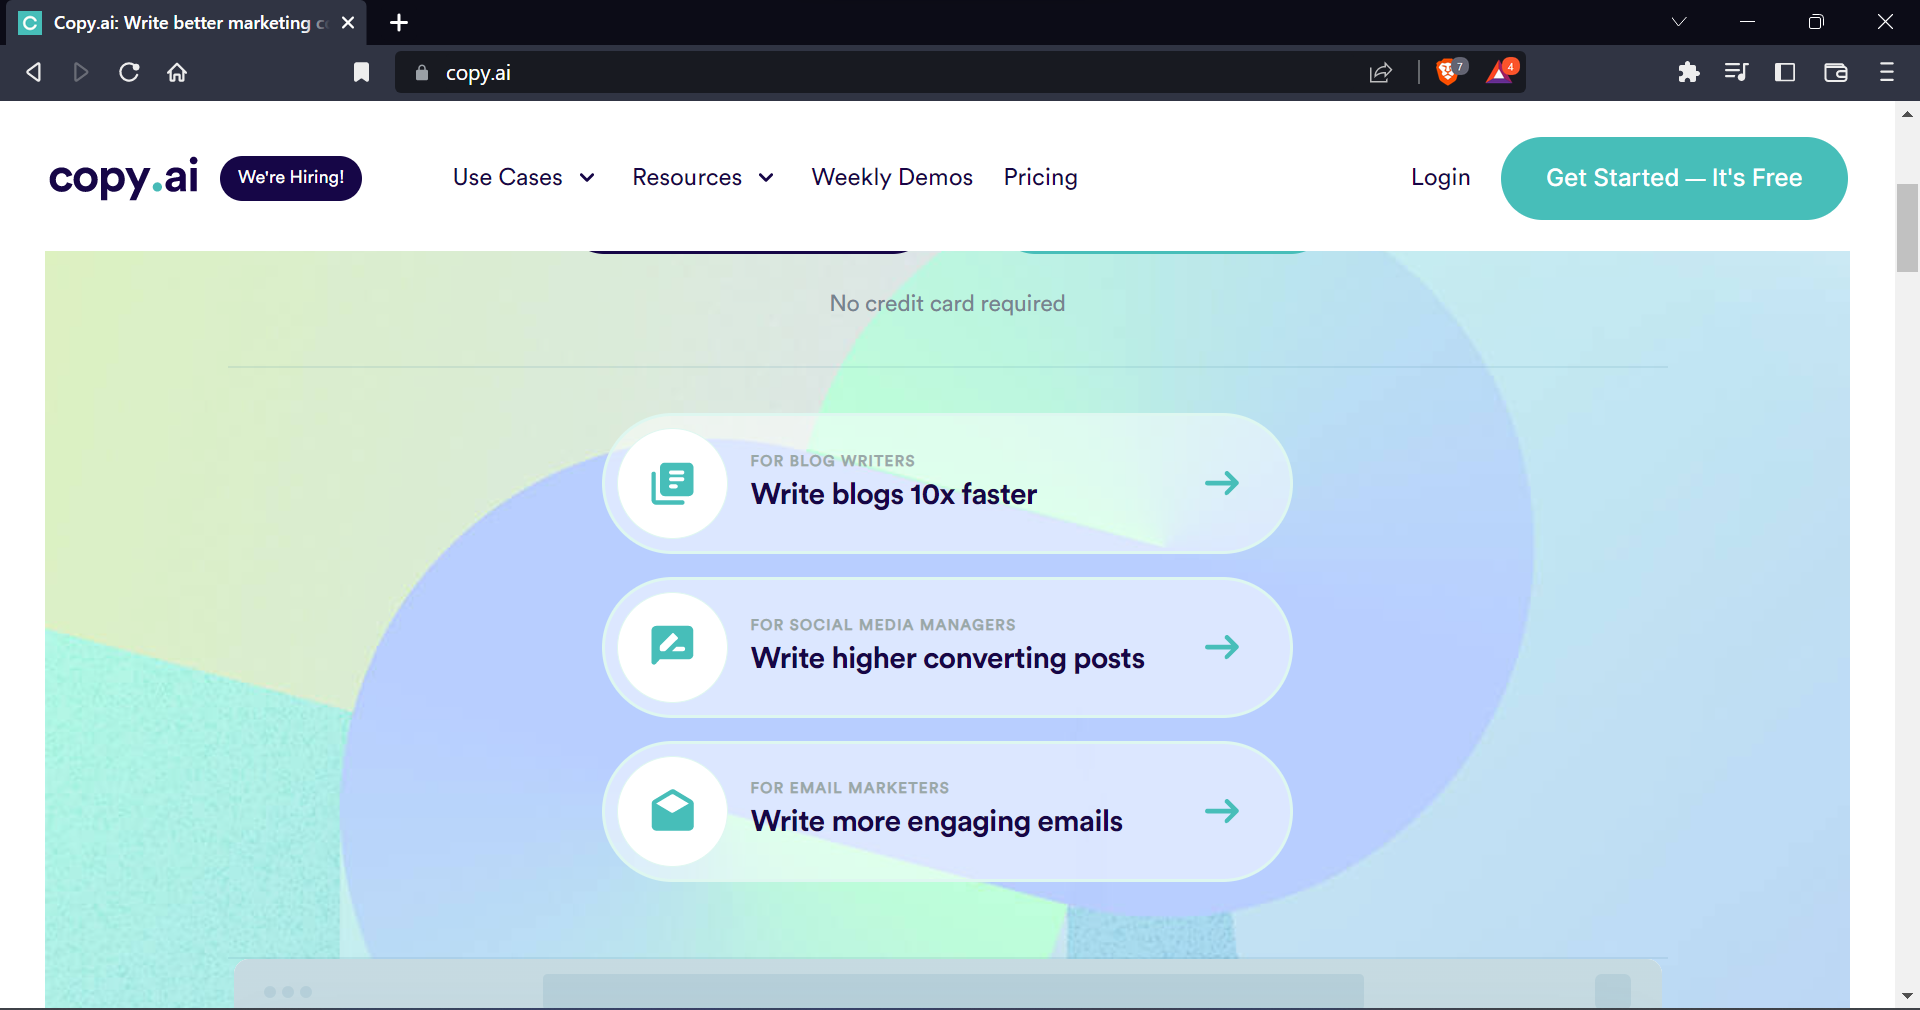 Copy.ai: Write better marketing
copy.ai
7
4
copy.ai
We're Hiring!
Use Cases
Resources
Weekly Demos
Pricing
Login
Get Started — It's Free
No credit card required
FOR BLOG WRITERS
Write blogs 10x faster
FOR SOCIAL MEDIA MANAGERS
Write higher converting posts
FOR EMAIL MARKETERS
Write more engaging emails